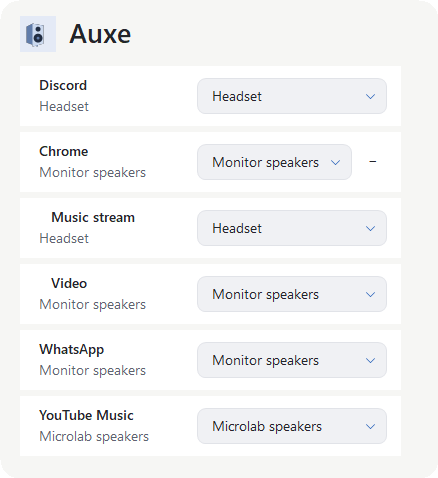 Auxe
Discord
Headset
Headset
Chrome
Monitor speakers
Monitor speakers
–
Music stream
Headset
Headset
Video
Monitor speakers
Monitor speakers
WhatsApp
Monitor speakers
Monitor speakers
YouTube Music
Microlab speakers
Microlab speakers